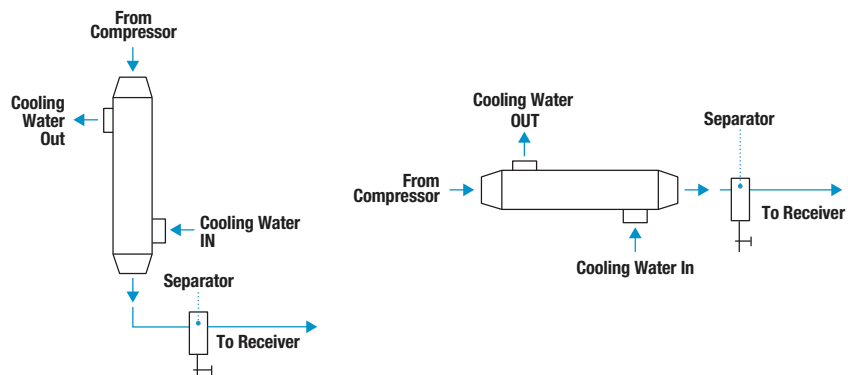 From
Compressor
Cooling
Water
Out
Cooling Water
IN
Separator
To Receiver
Cooling Water
OUT
Separator
From
Compressor
To Receiver
Cooling Water In